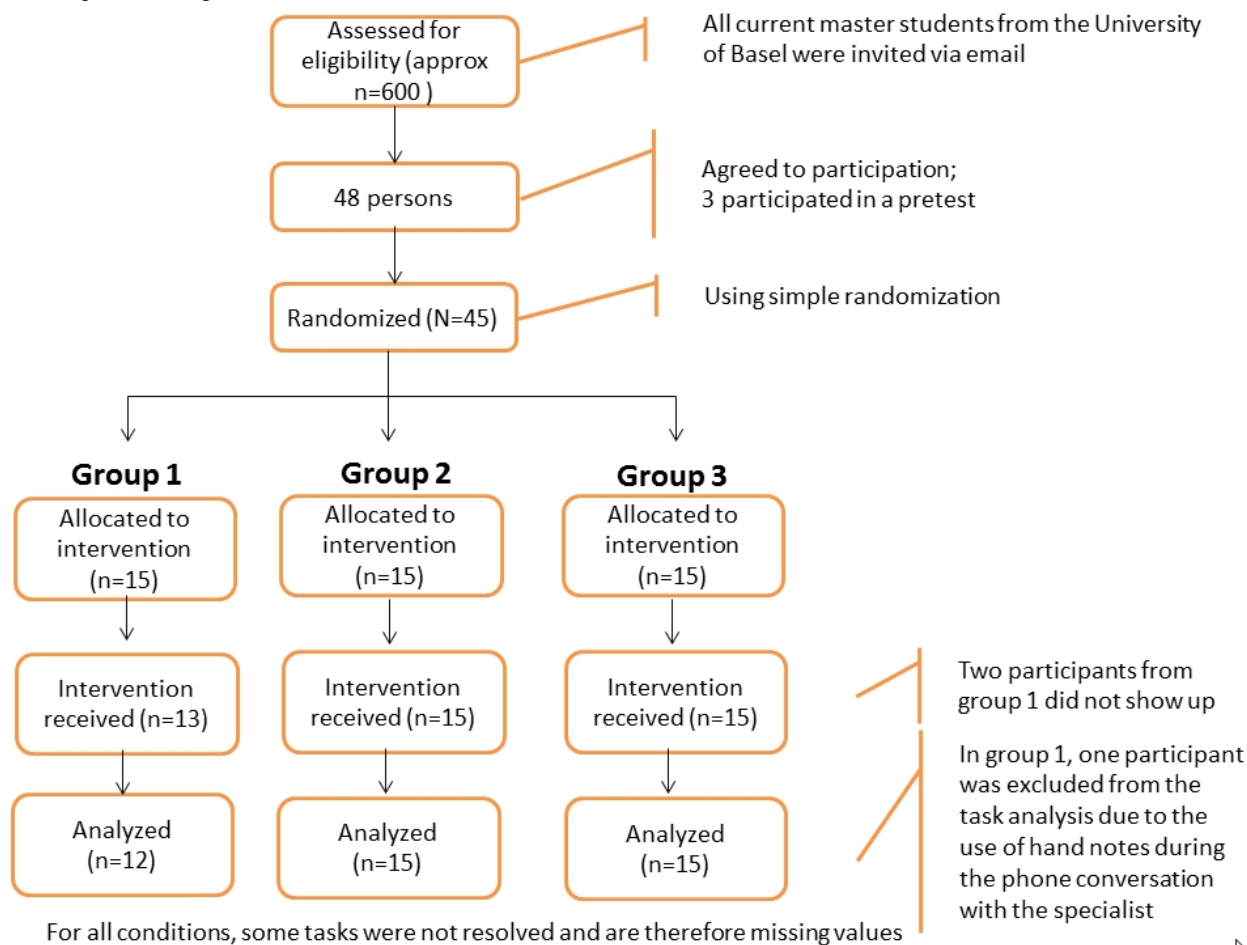 Assessed for
eligibility (approx
n=600 )
All current master students from the University
of Basel were invited via email
48 persons
Agreed to participation;
3 participated in a pretest
Randomized (N=45)
Using simple randomization
Group 1
Group 2
Group 3
Allocated to
intervention
(n=15)
Allocated to
intervention
(n=15)
Allocated to
intervention
(n=15)
Intervention
received (n=13)
Intervention
received (n=15)
Intervention
received (n=15)
Two participants from
group 1 did not show up
Analyzed
(n=12)
Analyzed
(n=15)
Analyzed
(n=15)
In group 1, one participant
was excluded from the
task analysis due to the
use of hand notes during
the phone conversation
with the specialist
For all conditions, some tasks were not resolved and are therefore missing values